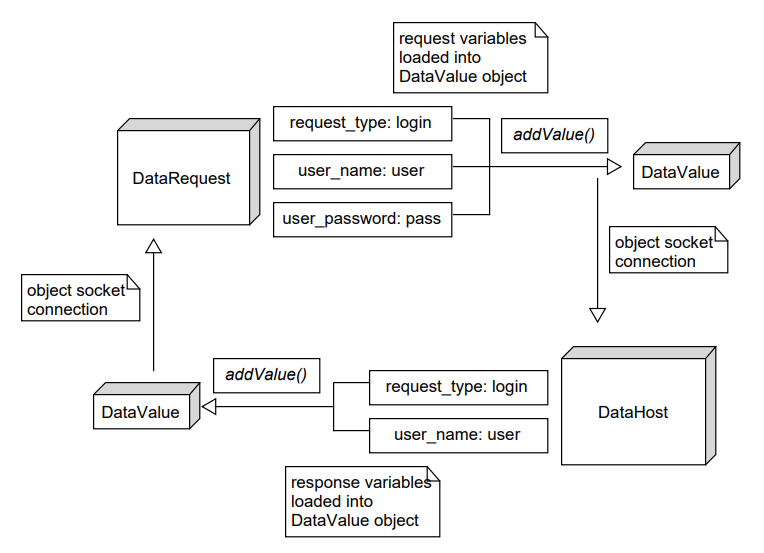 request variables
loaded into
DataValue object
request_type: login
addValue()
DataRequest
user_name: user
DataValue
user_password: pass
object socket
connection
object socket
connection
addValue()
request_type: login
DataValue
DataHost
user_name: user
response variables
loaded into
DataValue object